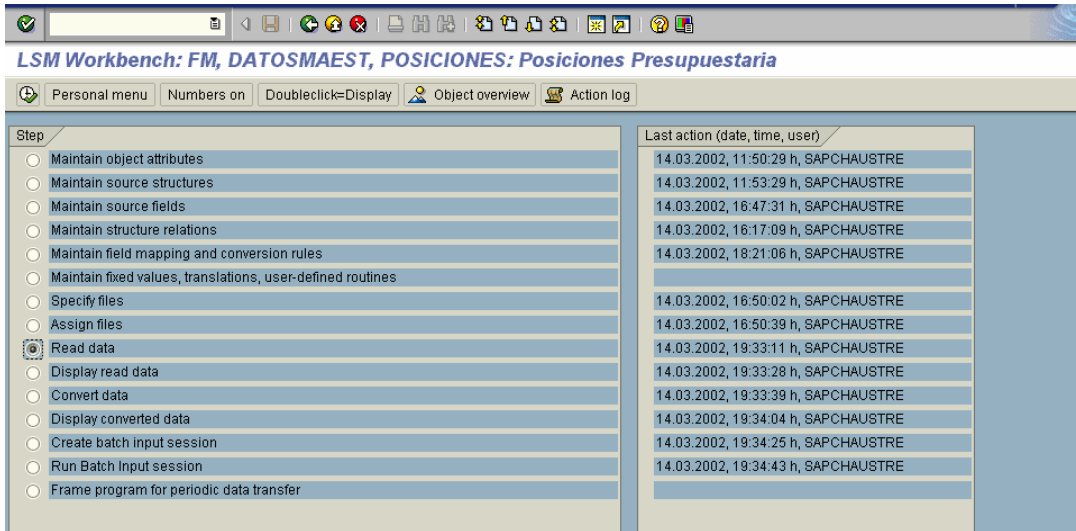 LSM Workbench: FM, DATOSMAEST, POSICIONES: Posiciones Presupuestaria
Personal menu Numbers on Doubleclick=Display Object overview Action log
Step Last action (date, time, user)
Maintain object attributes 14.03.2002, 11:50:29 h, SAPCHAUSTRE
Maintain source structures 14.03.2002, 11:53:29 h, SAPCHAUSTRE
Maintain source fields 14.03.2002, 16:47:31 h, SAPCHAUSTRE
Maintain structure relations 14.03.2002, 16:17:09 h, SAPCHAUSTRE
Maintain field mapping and conversion rules 14.03.2002, 18:21:06 h, SAPCHAUSTRE
Maintain fixed values, translations, user-defined routines
Specify files 14.03.2002, 16:50:02 h, SAPCHAUSTRE
Assign files 14.03.2002, 16:50:39 h, SAPCHAUSTRE
Read data 14.03.2002, 19:33:11 h, SAPCHAUSTRE
Display read data 14.03.2002, 19:33:28 h, SAPCHAUSTRE
Convert data 14.03.2002, 19:33:39 h, SAPCHAUSTRE
Display converted data 14.03.2002, 19:34:04 h, SAPCHAUSTRE
Create batch input session 14.03.2002, 19:34:25 h, SAPCHAUSTRE
Run Batch Input session 14.03.2002, 19:34:43 h, SAPCHAUSTRE
Frame program for periodic data transfer